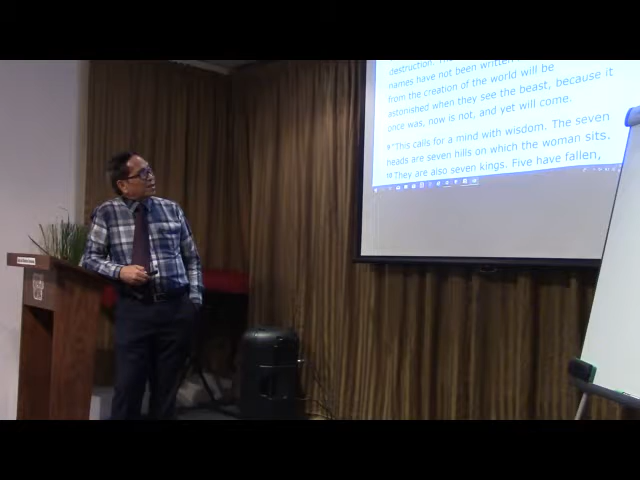 destruction.
names have not been written
from the creation of the world will be
astonished when they see the beast, because it
once was, now is not, and yet will come.
9 "This calls for a mind with wisdom. The seven
heads are seven hills on which the woman sits.
10 They are also seven kings. Five have fallen,